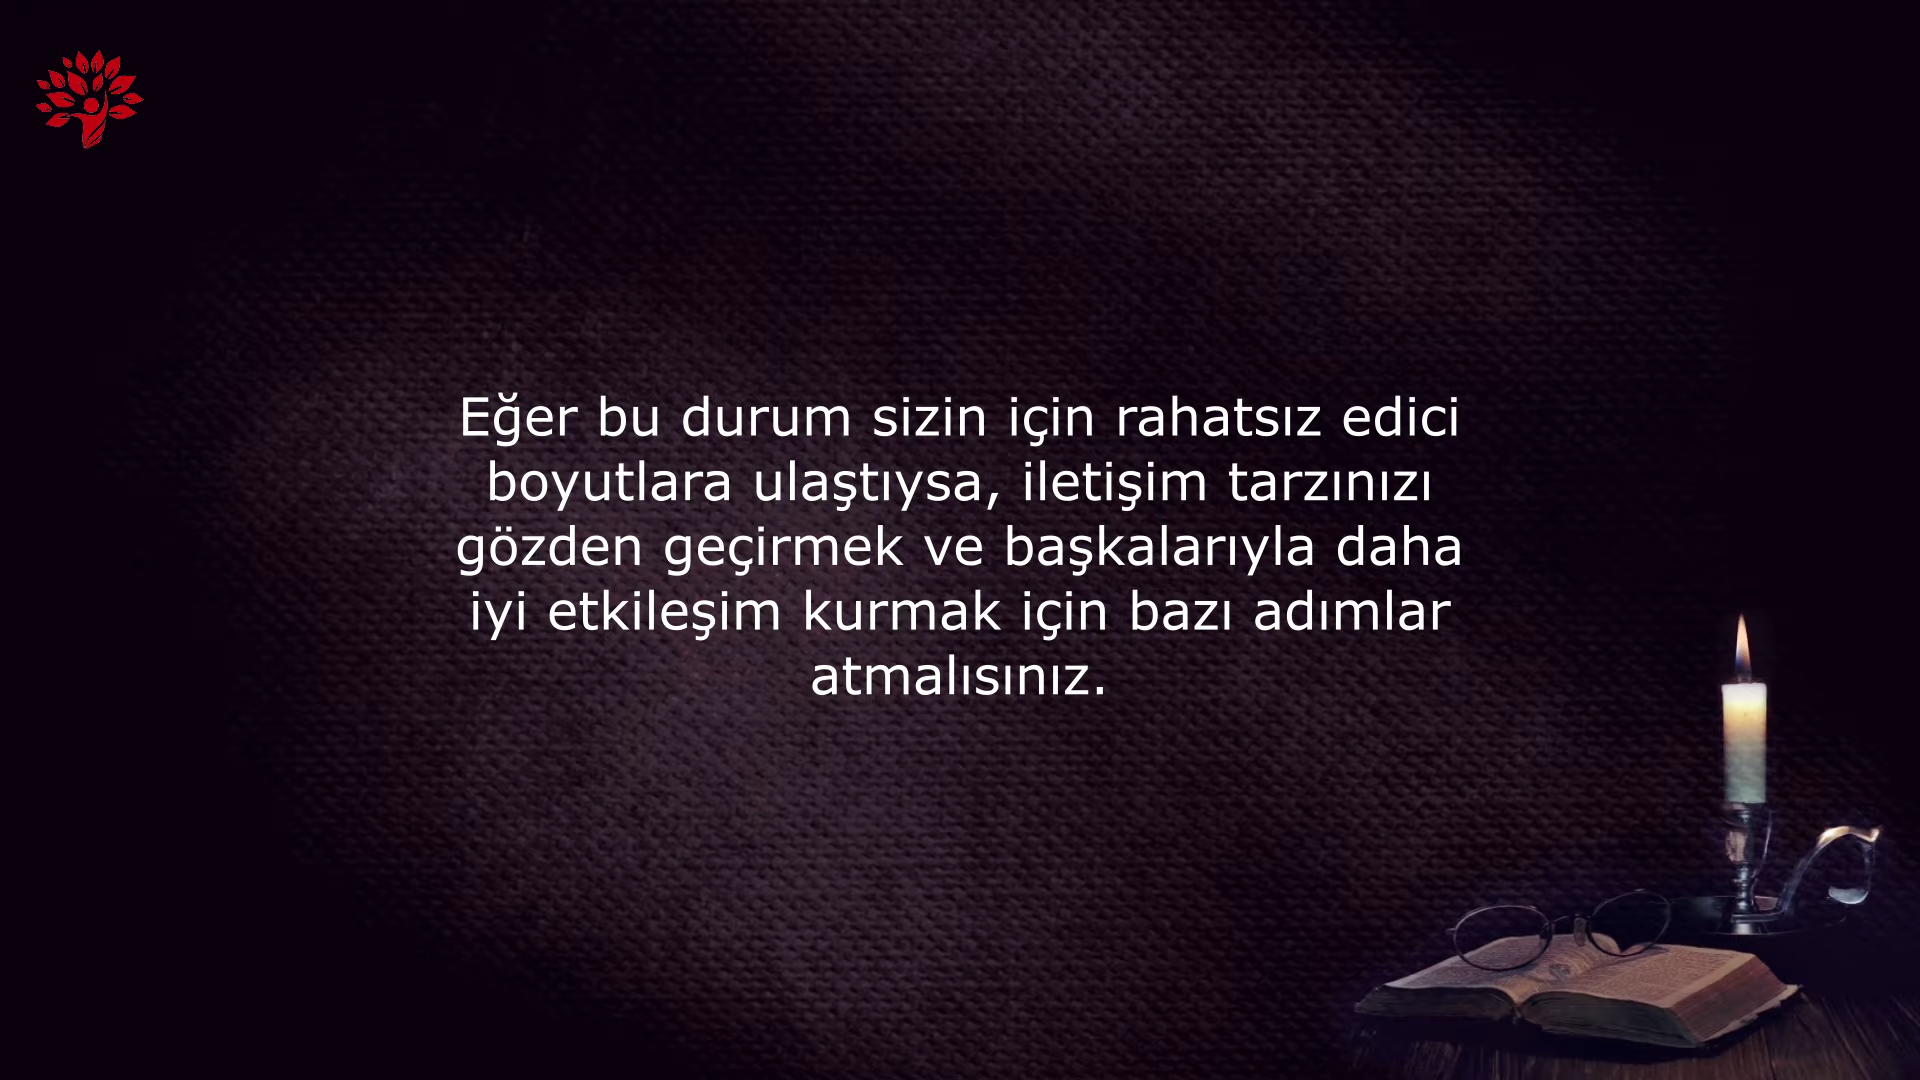 Eğer bu durum sizin için rahatsız edici
boyutlara ulaştıysa, iletişim tarzınızı
gözden geçirmek ve başkalarıyla daha
iyi etkileşim kurmak için bazı adımlar
atmalısınız.